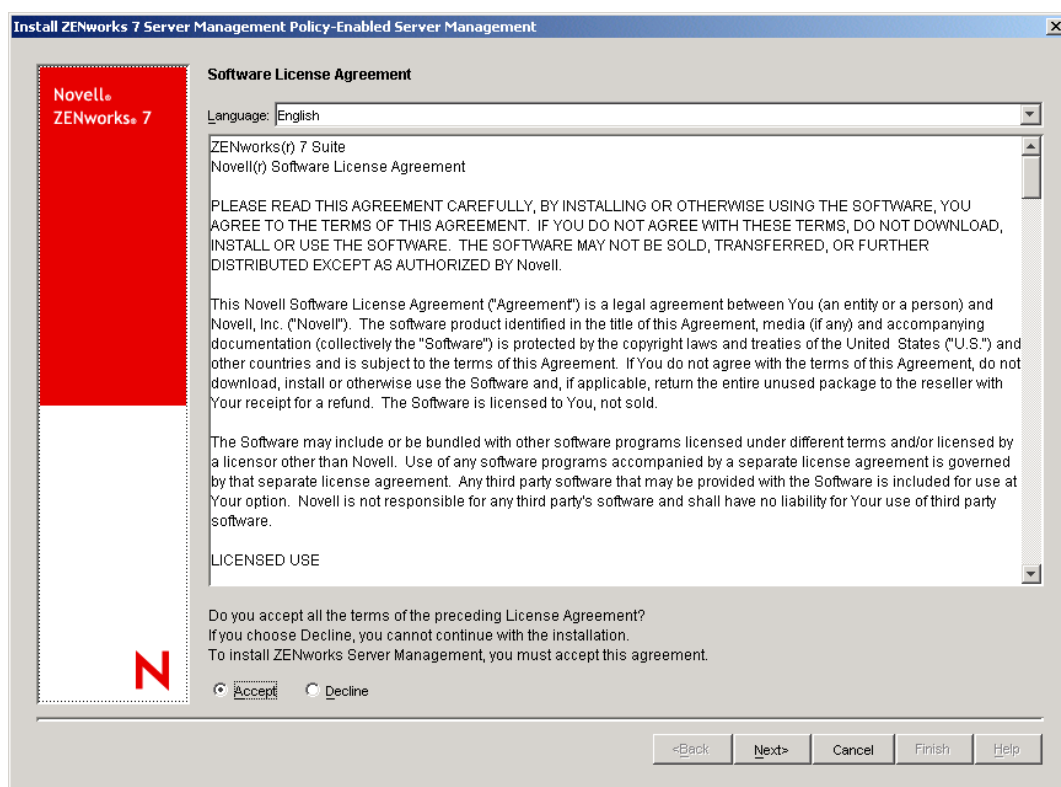 Install ZENworks 7 Server Management Policy-Enabled Server Management
Novell®
ZENworks® 7
Software License Agreement
Language: English
ZENworks(r) 7 Suite
Novell(r) Software License Agreement
PLEASE READ THIS AGREEMENT CAREFULLY, BY INSTALLING OR OTHERWISE USING THE SOFTWARE, YOU
AGREE TO THE TERMS OF THIS AGREEMENT. IF YOU DO NOT AGREE WITH THESE TERMS, DO NOT DOWNLOAD,
INSTALL OR USE THE SOFTWARE. THE SOFTWARE MAY NOT BE SOLD, TRANSFERRED, OR FURTHER
DISTRIBUTED EXCEPT AS AUTHORIZED BY Novell.
This Novell Software License Agreement ("Agreement") is a legal agreement between You (an entity or a person) and
Novell, Inc. ("Novell"). The software product identified in the title of this Agreement, media (if any) and accompanying
documentation (collectively the "Software") is protected by the copyright laws and treaties of the United States ("U.S.") and
other countries and is subject to the terms of this Agreement. If You do not agree with the terms of this Agreement, do not
download, install or otherwise use the Software and, if applicable, return the entire unused package to the reseller with
Your receipt for a refund. The Software is licensed to You, not sold.
The Software may include or be bundled with other software programs licensed under different terms and/or licensed by
a licensor other than Novell. Use of any software programs accompanied by a separate license agreement is governed
by that separate license agreement. Any third party software that may be provided with the Software is included for use at
Your option. Novell is not responsible for any third party's software and shall have no liability for Your use of third party
software.
LICENSED USE
Do you accept all the terms of the preceding License Agreement?
If you choose Decline, you cannot continue with the installation.
To install ZENworks Server Management, you must accept this agreement.
Accept Decline
N
<Back Next> Cancel Finish Help